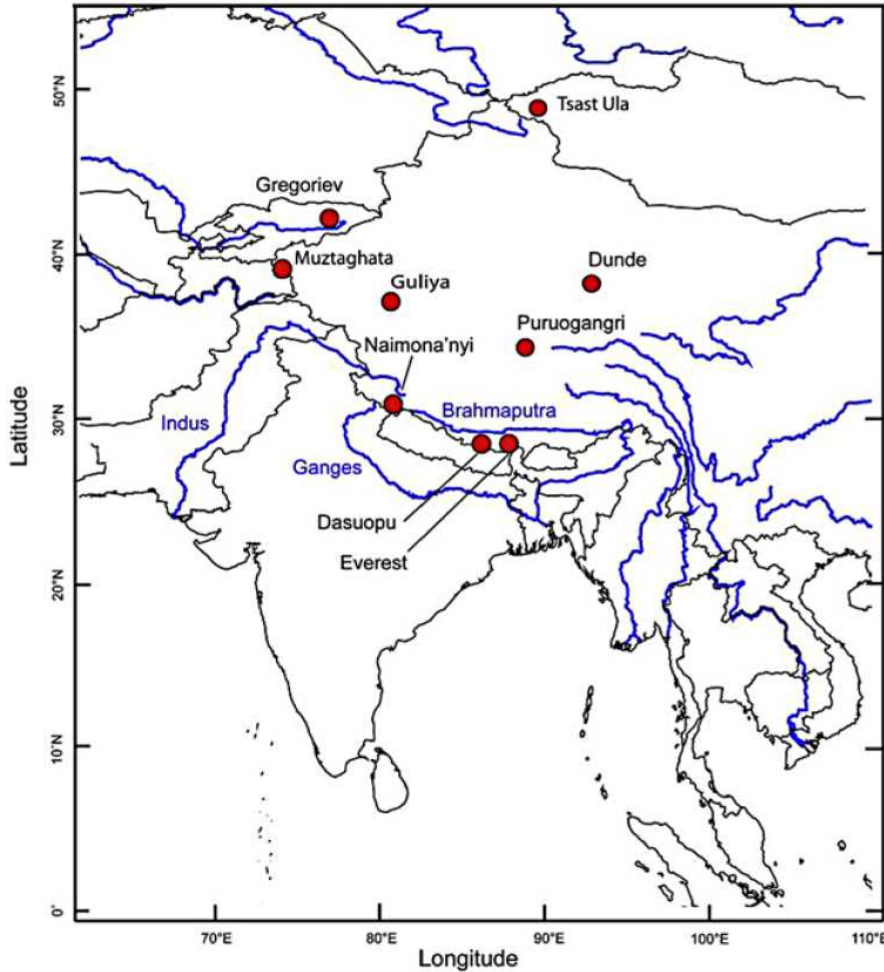 50°N
Tsast Ula
Gregoriev
40°N
Muztaghata
Guliya
Dunde
Puruogangri
Naimona'nyi
Latitude
30°N
Indus
Brahmaputra
Ganges
Dasuopu
Everest
20°N
10°N
0°
70°E
80°E
90°E
100°E
110°E
Longitude